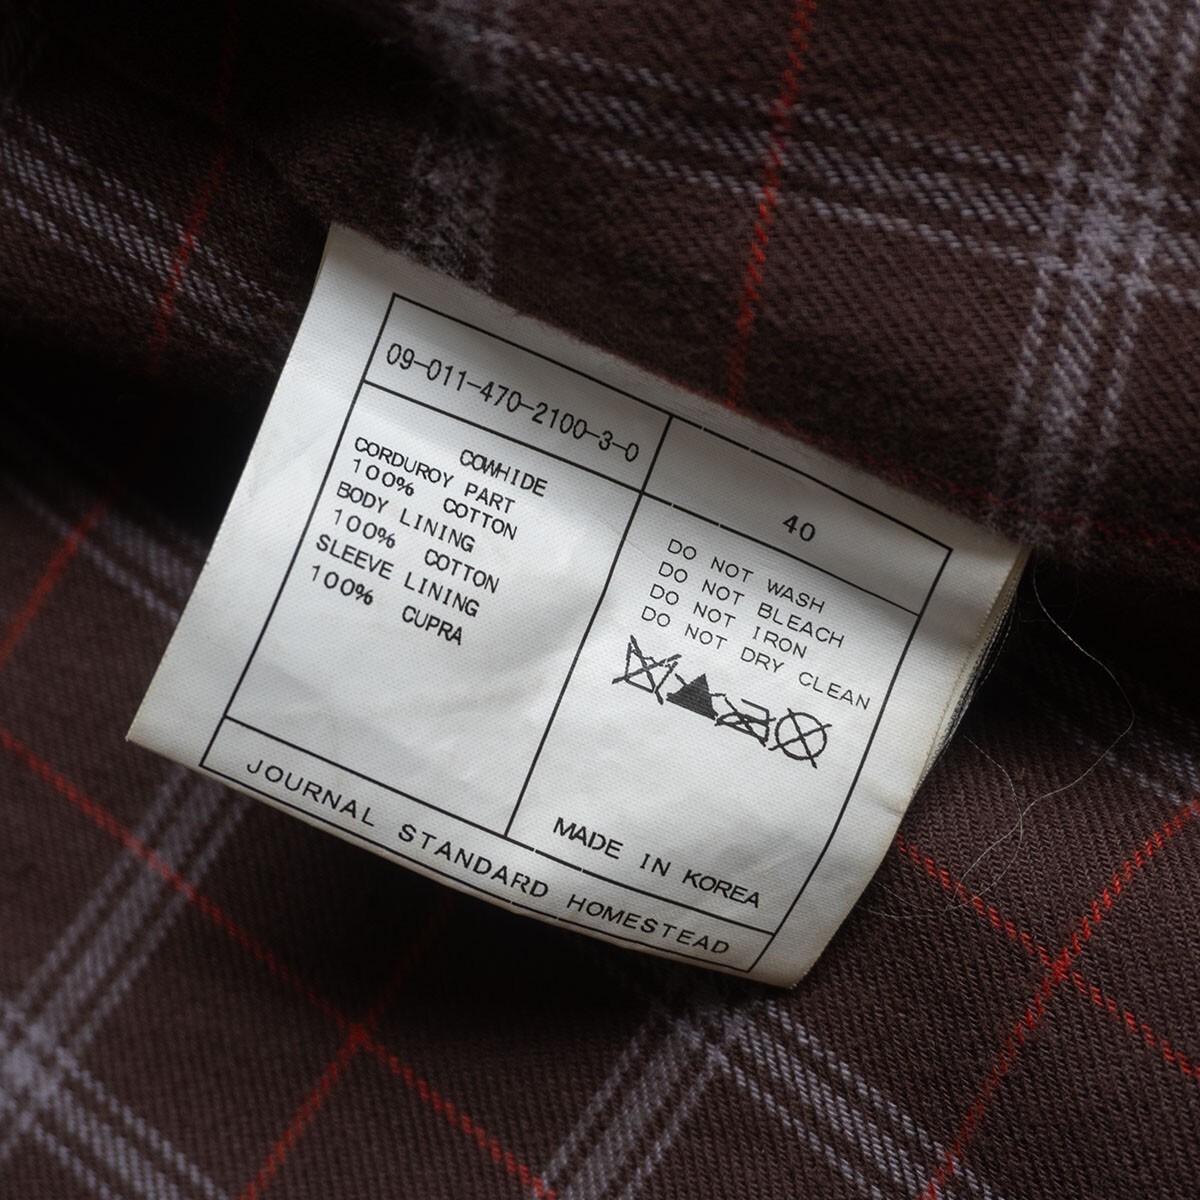 09-011-470-2100-3-0
COWHIDE
CORDUROY PART
100% COTTON
BODY LINING
100% COTTON
SLEEVE LINING
100% CUPRA
40
DO NOT WASH
DO NOT BLEACH
DO NOT IRON
DO NOT DRY CLEAN
MADE IN KOREA
JOURNAL STANDARD HOMESTEAD